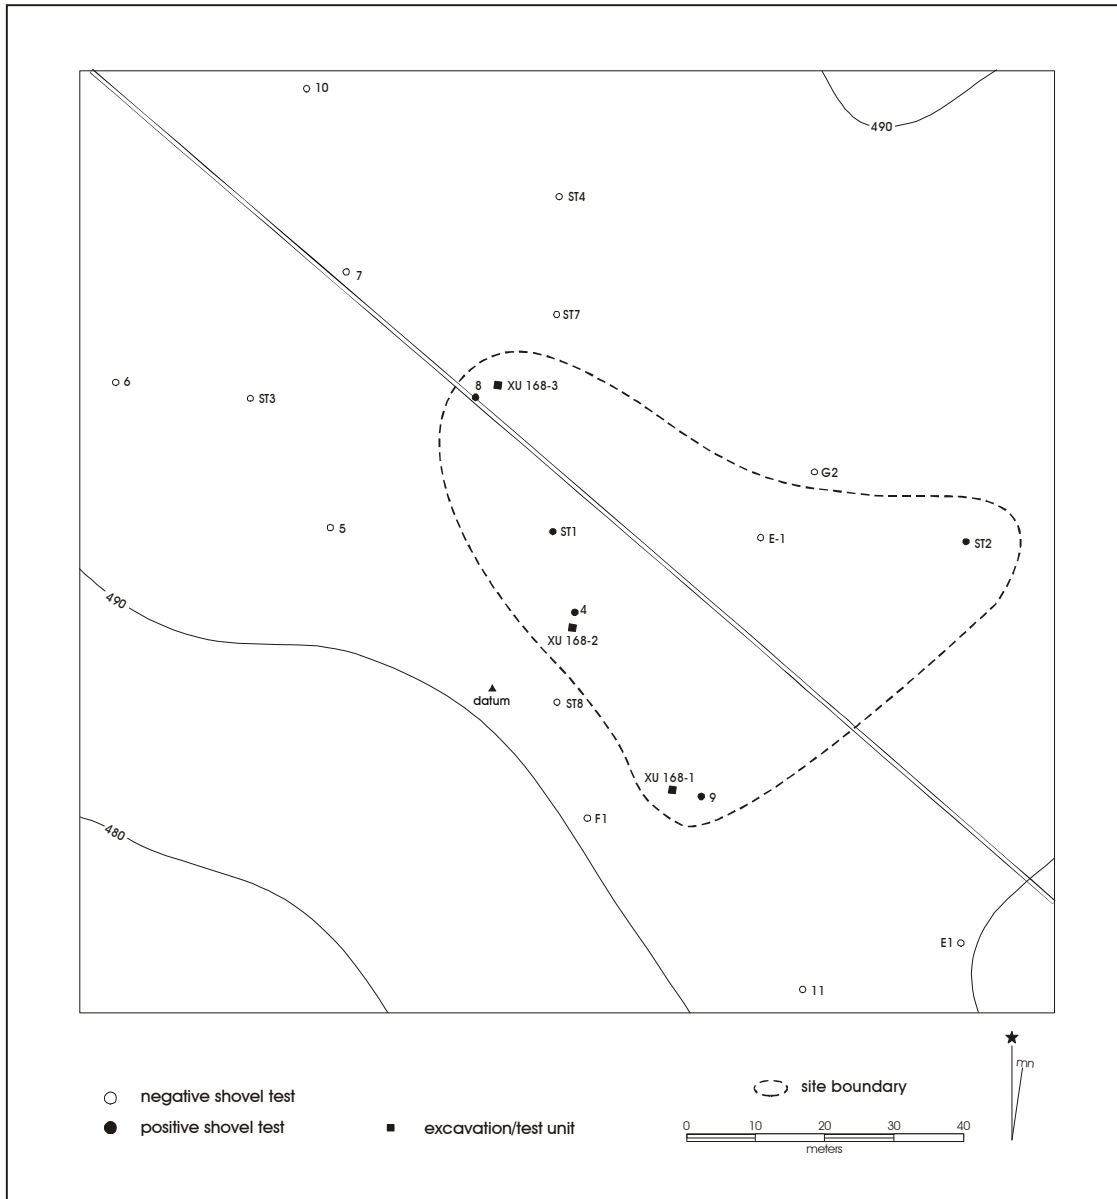 10
490
ST4
7
ST7
6
ST3
8
XU 168-3
G2
5
ST1
E-1
ST2
490
4
XU 168-2
datum
ST8
XU 168-1
9
F1
480
E1
11
mn
negative shovel test
positive shovel test
excavation/test unit
site boundary
0 10 20 30 40
meters